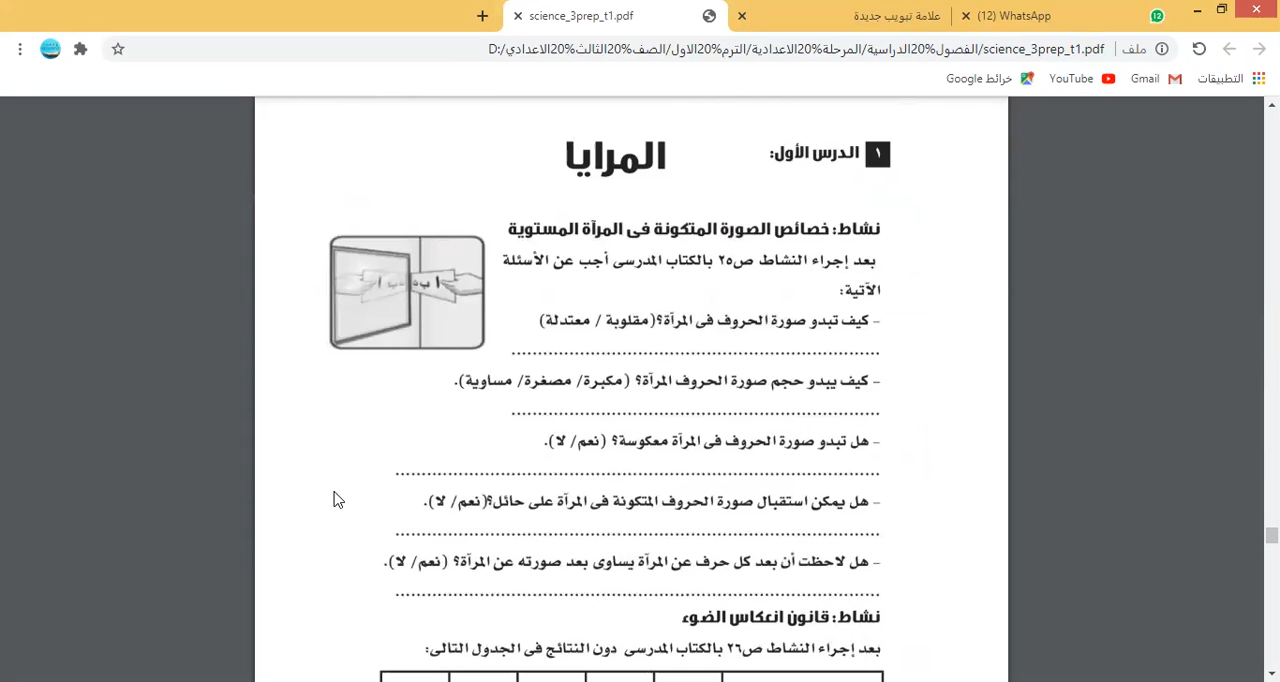 science_3prep_t1.pdf
علامة تبويب جديدة
(12) WhatsApp
12
D:/الفصول%20الدراسية/المرحلة%20الاعدادية/الترم%20الاول/الصف%20الثالث%20الاعدادي/science_3prep_t1.pdf
ملف
التطبيقات
Gmail
YouTube
خرائط Google
١ الدرس الأول:
المرايا
نشاط: خصائص الصورة المتكونة فى المرآة المستوية
بعد إجراء النشاط ص٢٥ بالكتاب المدرسى أجب عن الأسئلة
الآتية:
- كيف تبدو صورة الحروف فى المرآة؟(مقلوبة / معتدلة)
................................................................
- كيف يبدو حجم صورة الحروف المرآة؟ (مكبرة/ مصغرة/ مساوية).
................................................................
- هل تبدو صورة الحروف فى المرآة معكوسة؟ (نعم/ لا).
................................................................
- هل يمكن استقبال صورة الحروف المتكونة فى المرآة على حائل؟(نعم/ لا).
................................................................
- هل لاحظت أن بعد كل حرف عن المرآة يساوى بعد صورته عن المرآة؟ (نعم/ لا).
................................................................
نشاط: قانون انعكاس الضوء
بعد إجراء النشاط ص٢٦ بالكتاب المدرسى دون النتائج فى الجدول التالى: